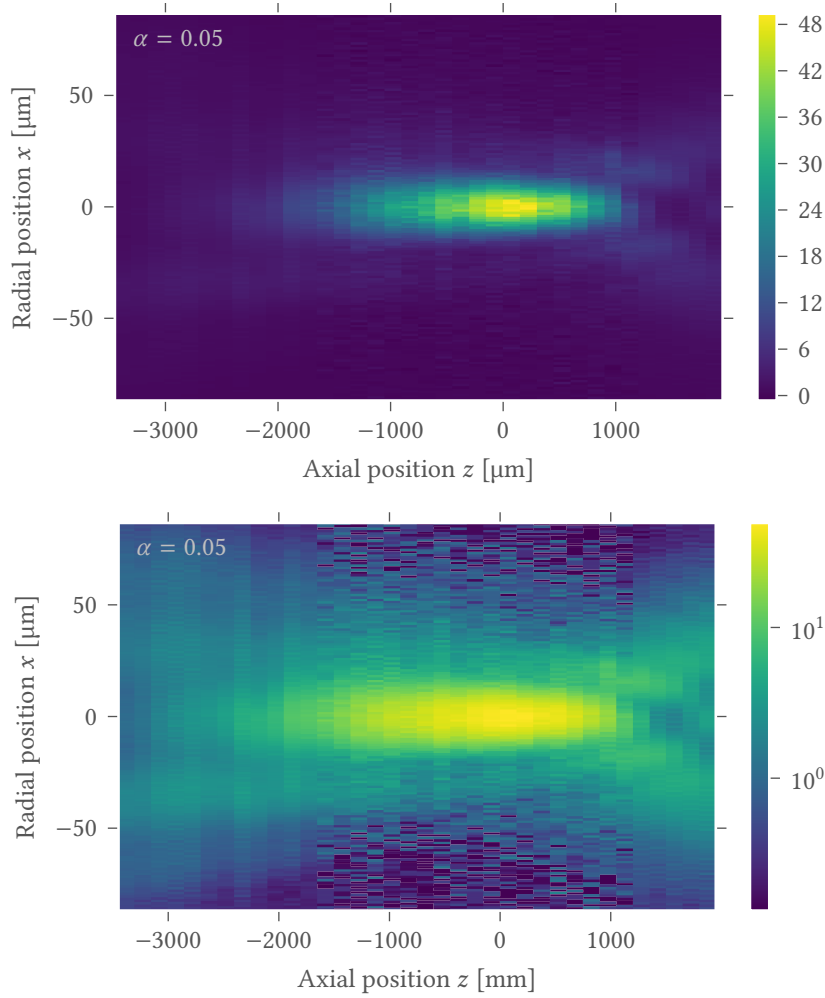 α = 0.05
48
42
36
30
24
18
12
6
0
50
0
−50
Radial position x [µm]
−3000 −2000 −1000 0 1000
Axial position z [µm]
α = 0.05
10¹
10⁰
50
0
−50
Radial position x [µm]
−3000 −2000 −1000 0 1000
Axial position z [mm]